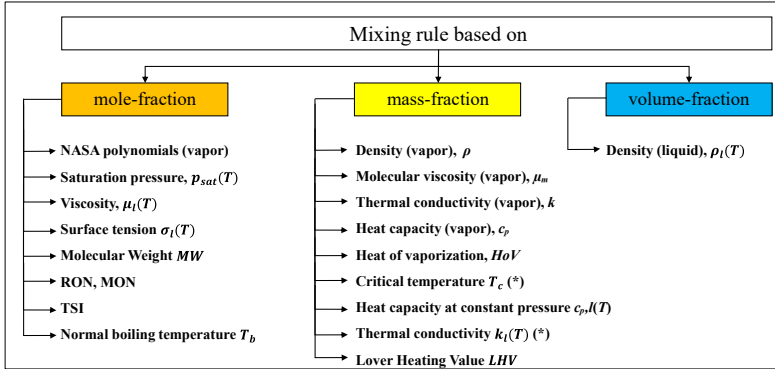 Mixing rule based on
mole-fraction
NASA polynomials (vapor)
Saturation pressure, p_sat(T)
Viscosity, μ_l(T)
Surface tension σ_l(T)
Molecular Weight MW
RON, MON
TSI
Normal boiling temperature T_b
mass-fraction
Density (vapor), ρ
Molecular viscosity (vapor), μ_m
Thermal conductivity (vapor), k
Heat capacity (vapor), c_p
Heat of vaporization, HoV
Critical temperature T_c (*)
Heat capacity at constant pressure c_p,l(T)
Thermal conductivity k_l(T) (*)
Lover Heating Value LHV
volume-fraction
Density (liquid), ρ_l(T)